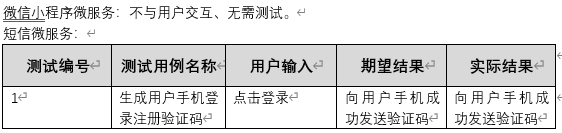 微信小程序微服务：不与用户交互、无需测试。
短信微服务：
测试编号 测试用例名称 用户输入 期望结果 实际结果
1 生成用户手机登 点击登录 向用户手机成 向用户手机成
录注册验证码 功发送验证码 功发送验证码